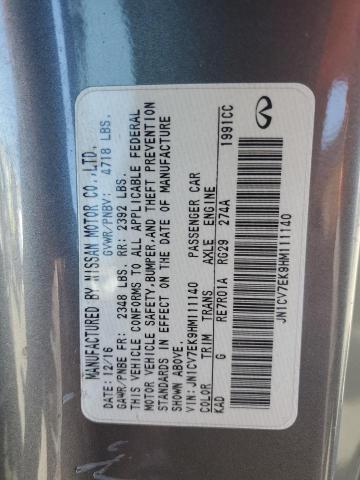 MANUFACTURED BY NISSAN MOTOR CO.,LTD.
DATE: 12/16 GVWR/PNBV: 4718 LBS.
GAWR/PNBE FR: 2348 LBS. RR: 2392 LBS.
THIS VEHICLE CONFORMS TO ALL APPLICABLE FEDERAL
MOTOR VEHICLE SAFETY,BUMPER,AND THEFT PREVENTION
STANDARDS IN EFFECT ON THE DATE OF MANUFACTURE
SHOWN ABOVE.
VIN: JN1CV7EK9HM111140 PASSENGER CAR
COLOR TRIM TRANS AXLE ENGINE
KAD G RE7R01A RG29 274A 1991CC
JN1CV7EK9HM111140